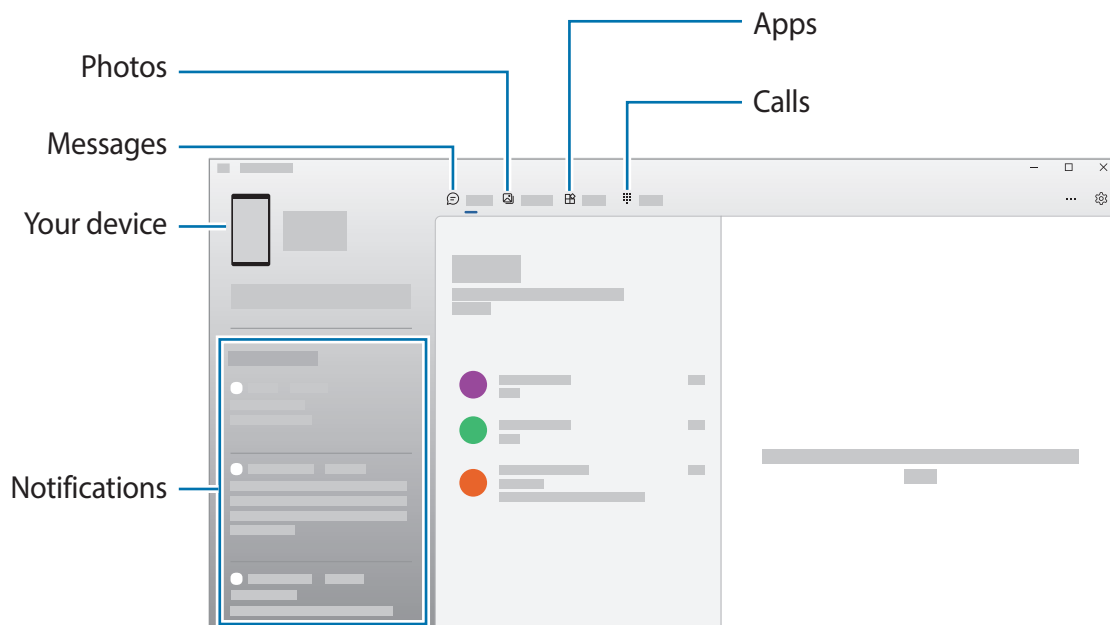 Apps
Photos
Calls
Messages
Your device
Notifications